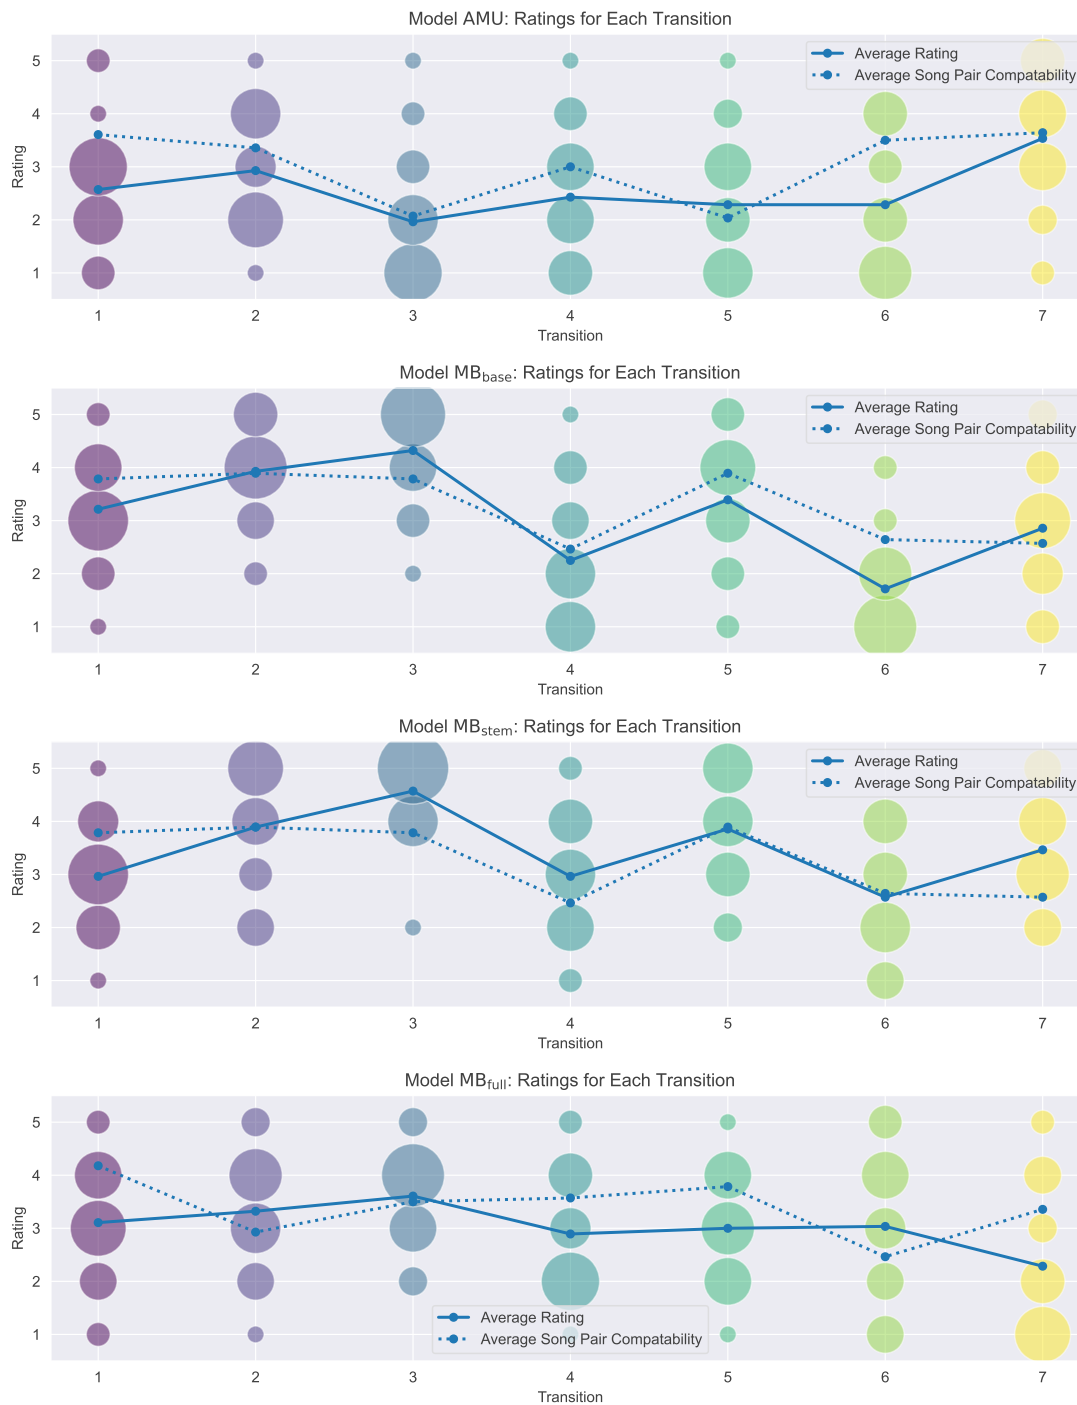 Model AMU: Ratings for Each Transition
Rating
5
4
3
2
1
Average Rating
Average Song Pair Compatability
1 2 3 4 5 6 7
Transition
Model MBbase: Ratings for Each Transition
Rating
5
4
3
2
1
Average Rating
Average Song Pair Compatability
1 2 3 4 5 6 7
Transition
Model MBstem: Ratings for Each Transition
Rating
5
4
3
2
1
Average Rating
Average Song Pair Compatability
1 2 3 4 5 6 7
Transition
Model MBfull: Ratings for Each Transition
Rating
5
4
3
2
1
Average Rating
Average Song Pair Compatability
1 2 3 4 5 6 7
Transition